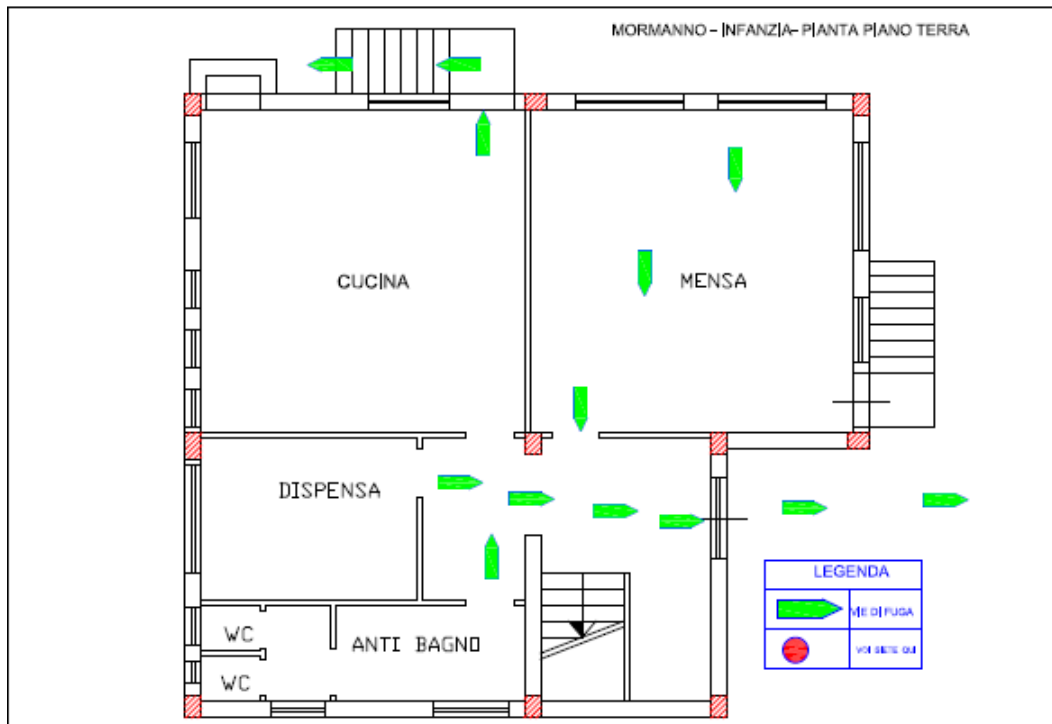 MORMANNO - INFANZIA- PIANTA PIANO TERRA
CUCINA
MENSA
DISPENSA
WC
ANTI BAGNO
WC
LEGENDA
VIE DI FUGA
VOI SIETE QUI